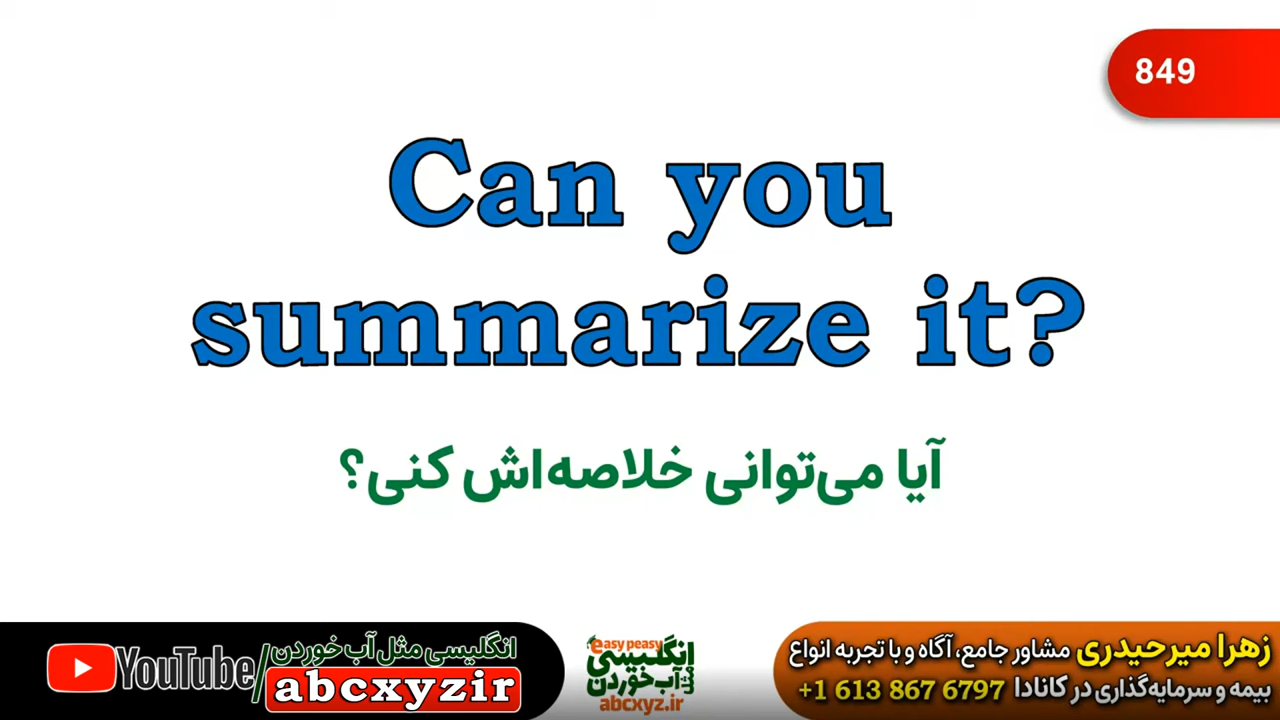 849
Can you
summarize it?
آیا می‌توانی خلاصه‌اش کنی؟
YouTube/
انگلیسی مثل آب خوردن
abcxyzir
easy peasy
انگلیسی
مثل آب خوردن
abcxyz.ir
زهرا میرحیدری مشاور جامع، آگاه و با تجربه انواع
بیمه و سرمایه‌گذاری در کانادا +1 613 867 6797